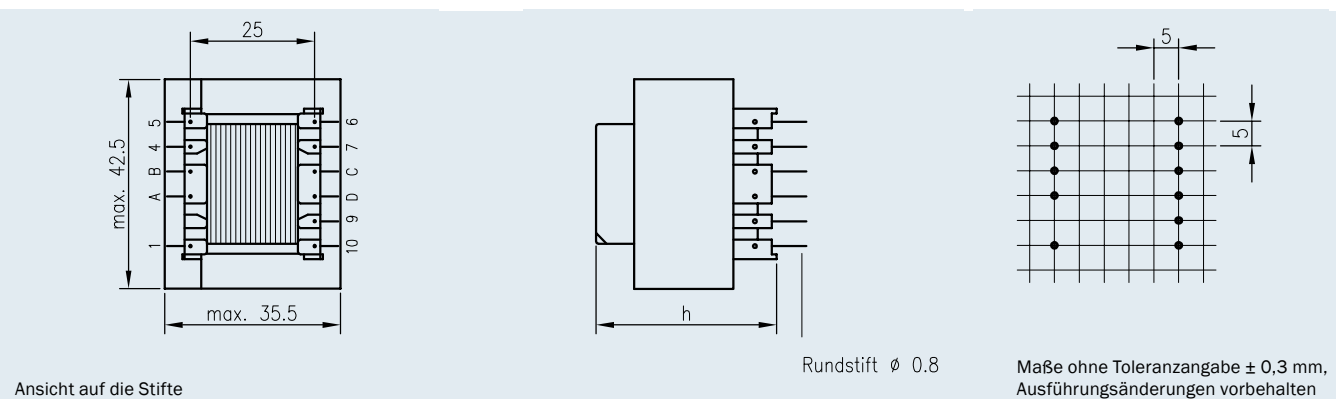 25
5
max. 42.5
5
4
B
A
1
6
7
C
D
9
10
5
max. 35.5
h
Rundstift ø 0.8
Ansicht auf die Stifte
Maße ohne Toleranzangabe ± 0,3 mm,
Ausführungsänderungen vorbehalten